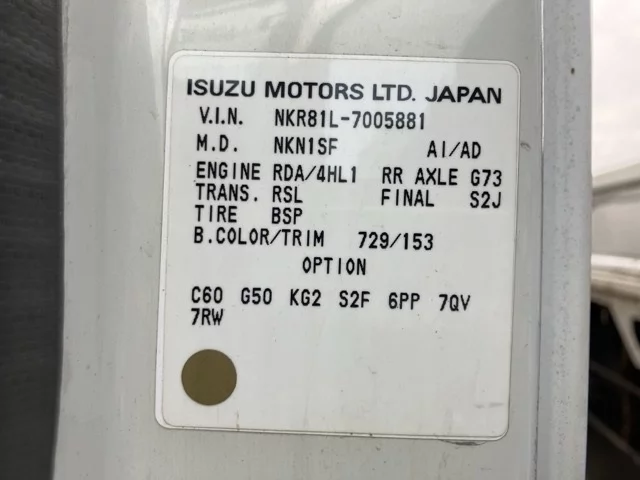 ISUZU MOTORS LTD. JAPAN
V.I.N. NKR81L-7005881
M.D. NKN1SF AI/AD
ENGINE RDA/4HL1 RR AXLE G73
TRANS. RSL FINAL S2J
TIRE BSP
B.COLOR/TRIM 729/153
OPTION
C60 G50 KG2 S2F 6PP 7QV
7RW